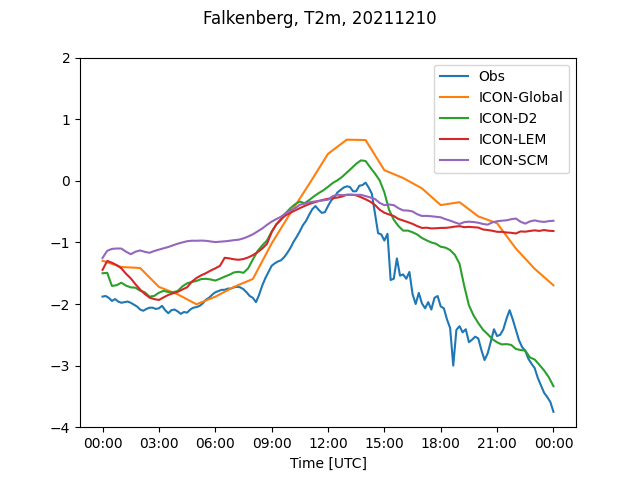 Falkenberg, T2m, 20211210
2
1
0
−1
−2
−3
−4
Obs
ICON-Global
ICON-D2
ICON-LEM
ICON-SCM
00:00 03:00 06:00 09:00 12:00 15:00 18:00 21:00 00:00
Time [UTC]